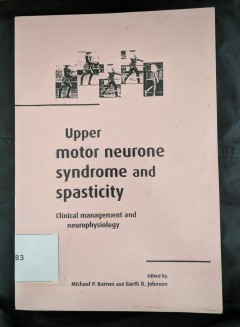 Upper
motor neurone
syndrome and
spasticity
Clinical management and
neurophysiology
83
Edited by
Michael P. Barnes and Garth R. Johnson